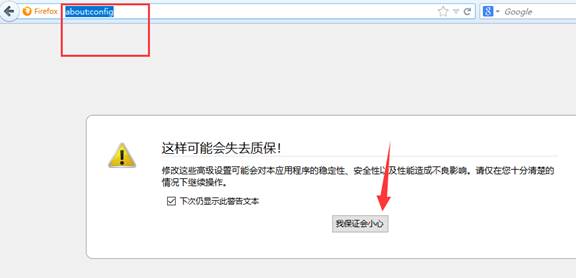 Firefox about:config Google
这样可能会失去质保！
修改这些高级设置可能会对本应用程序的稳定性、安全性以及性能造成不良影响。请仅在您十分清楚的
情况下继续操作。
下次仍显示此警告文本
我保证会小心